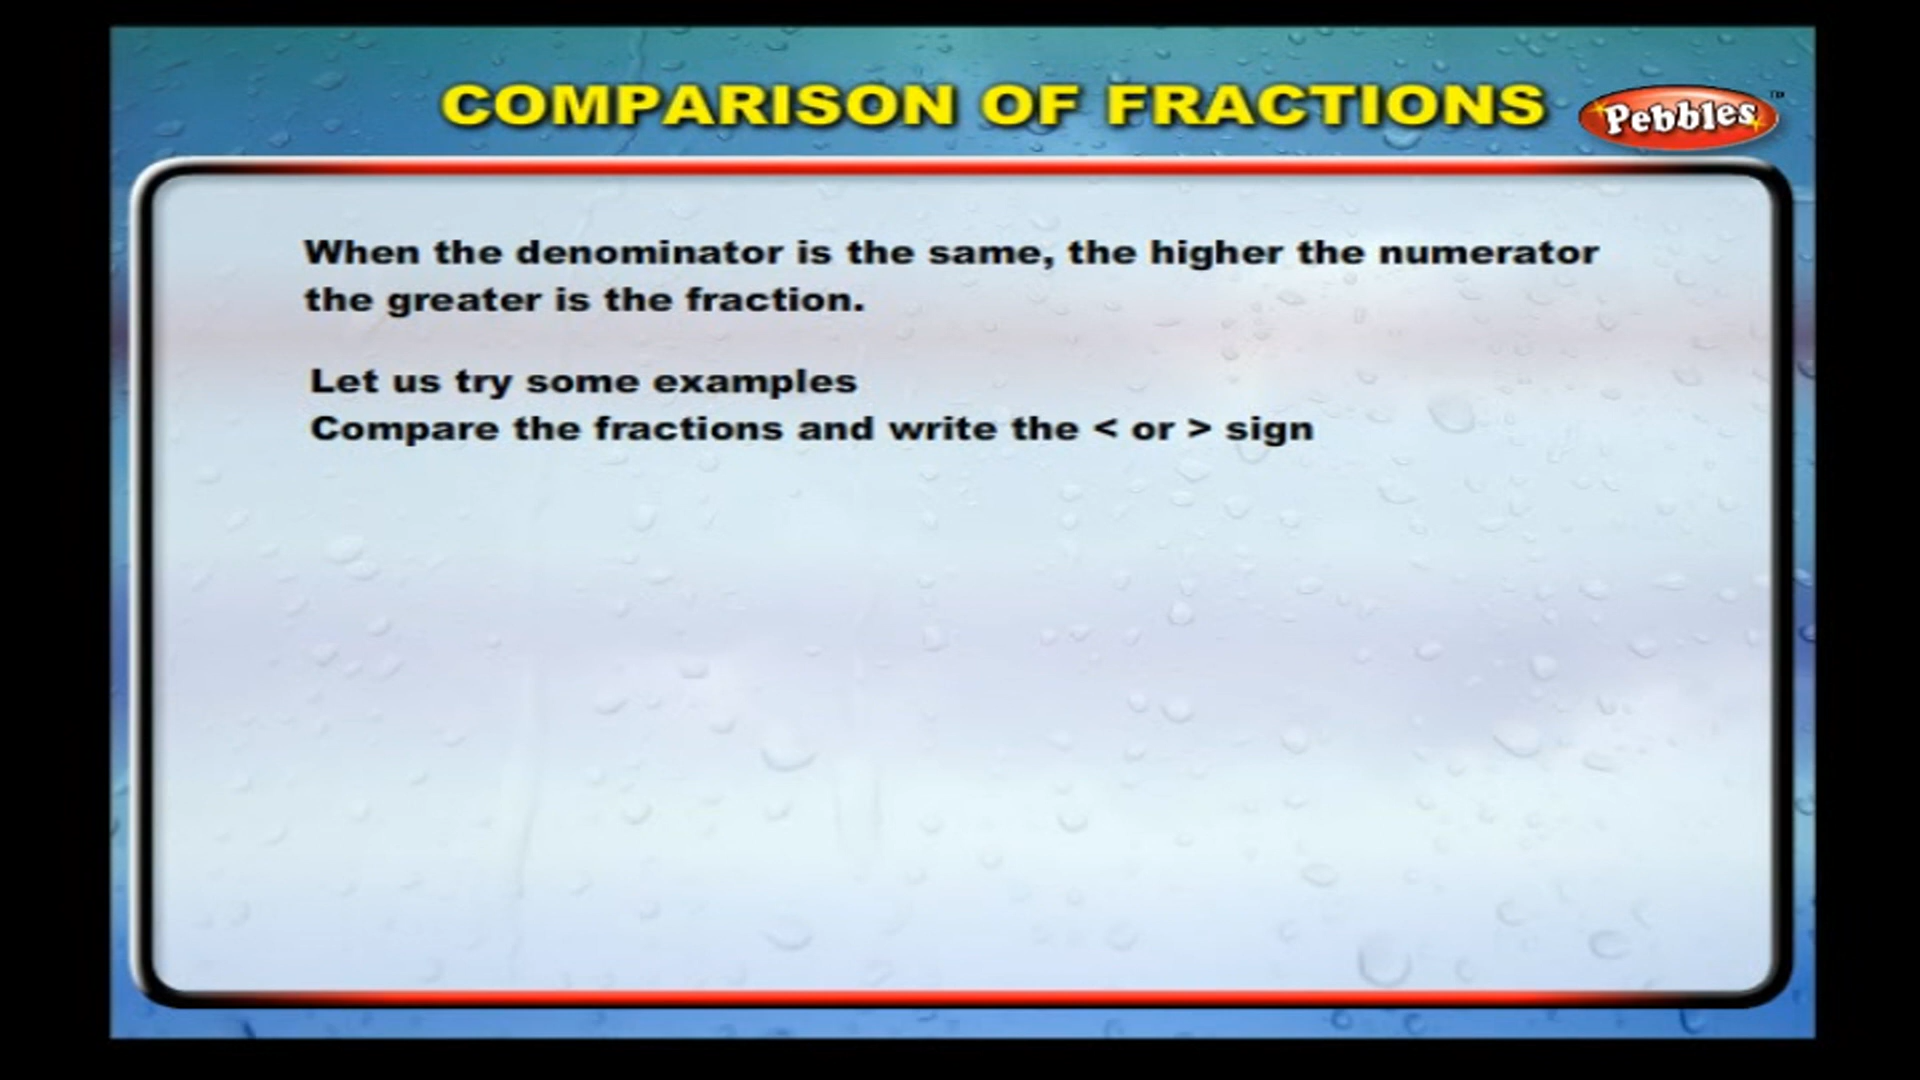 COMPARISON OF FRACTIONS
Pebbles™
When the denominator is the same, the higher the numerator
the greater is the fraction.
Let us try some examples
Compare the fractions and write the < or > sign